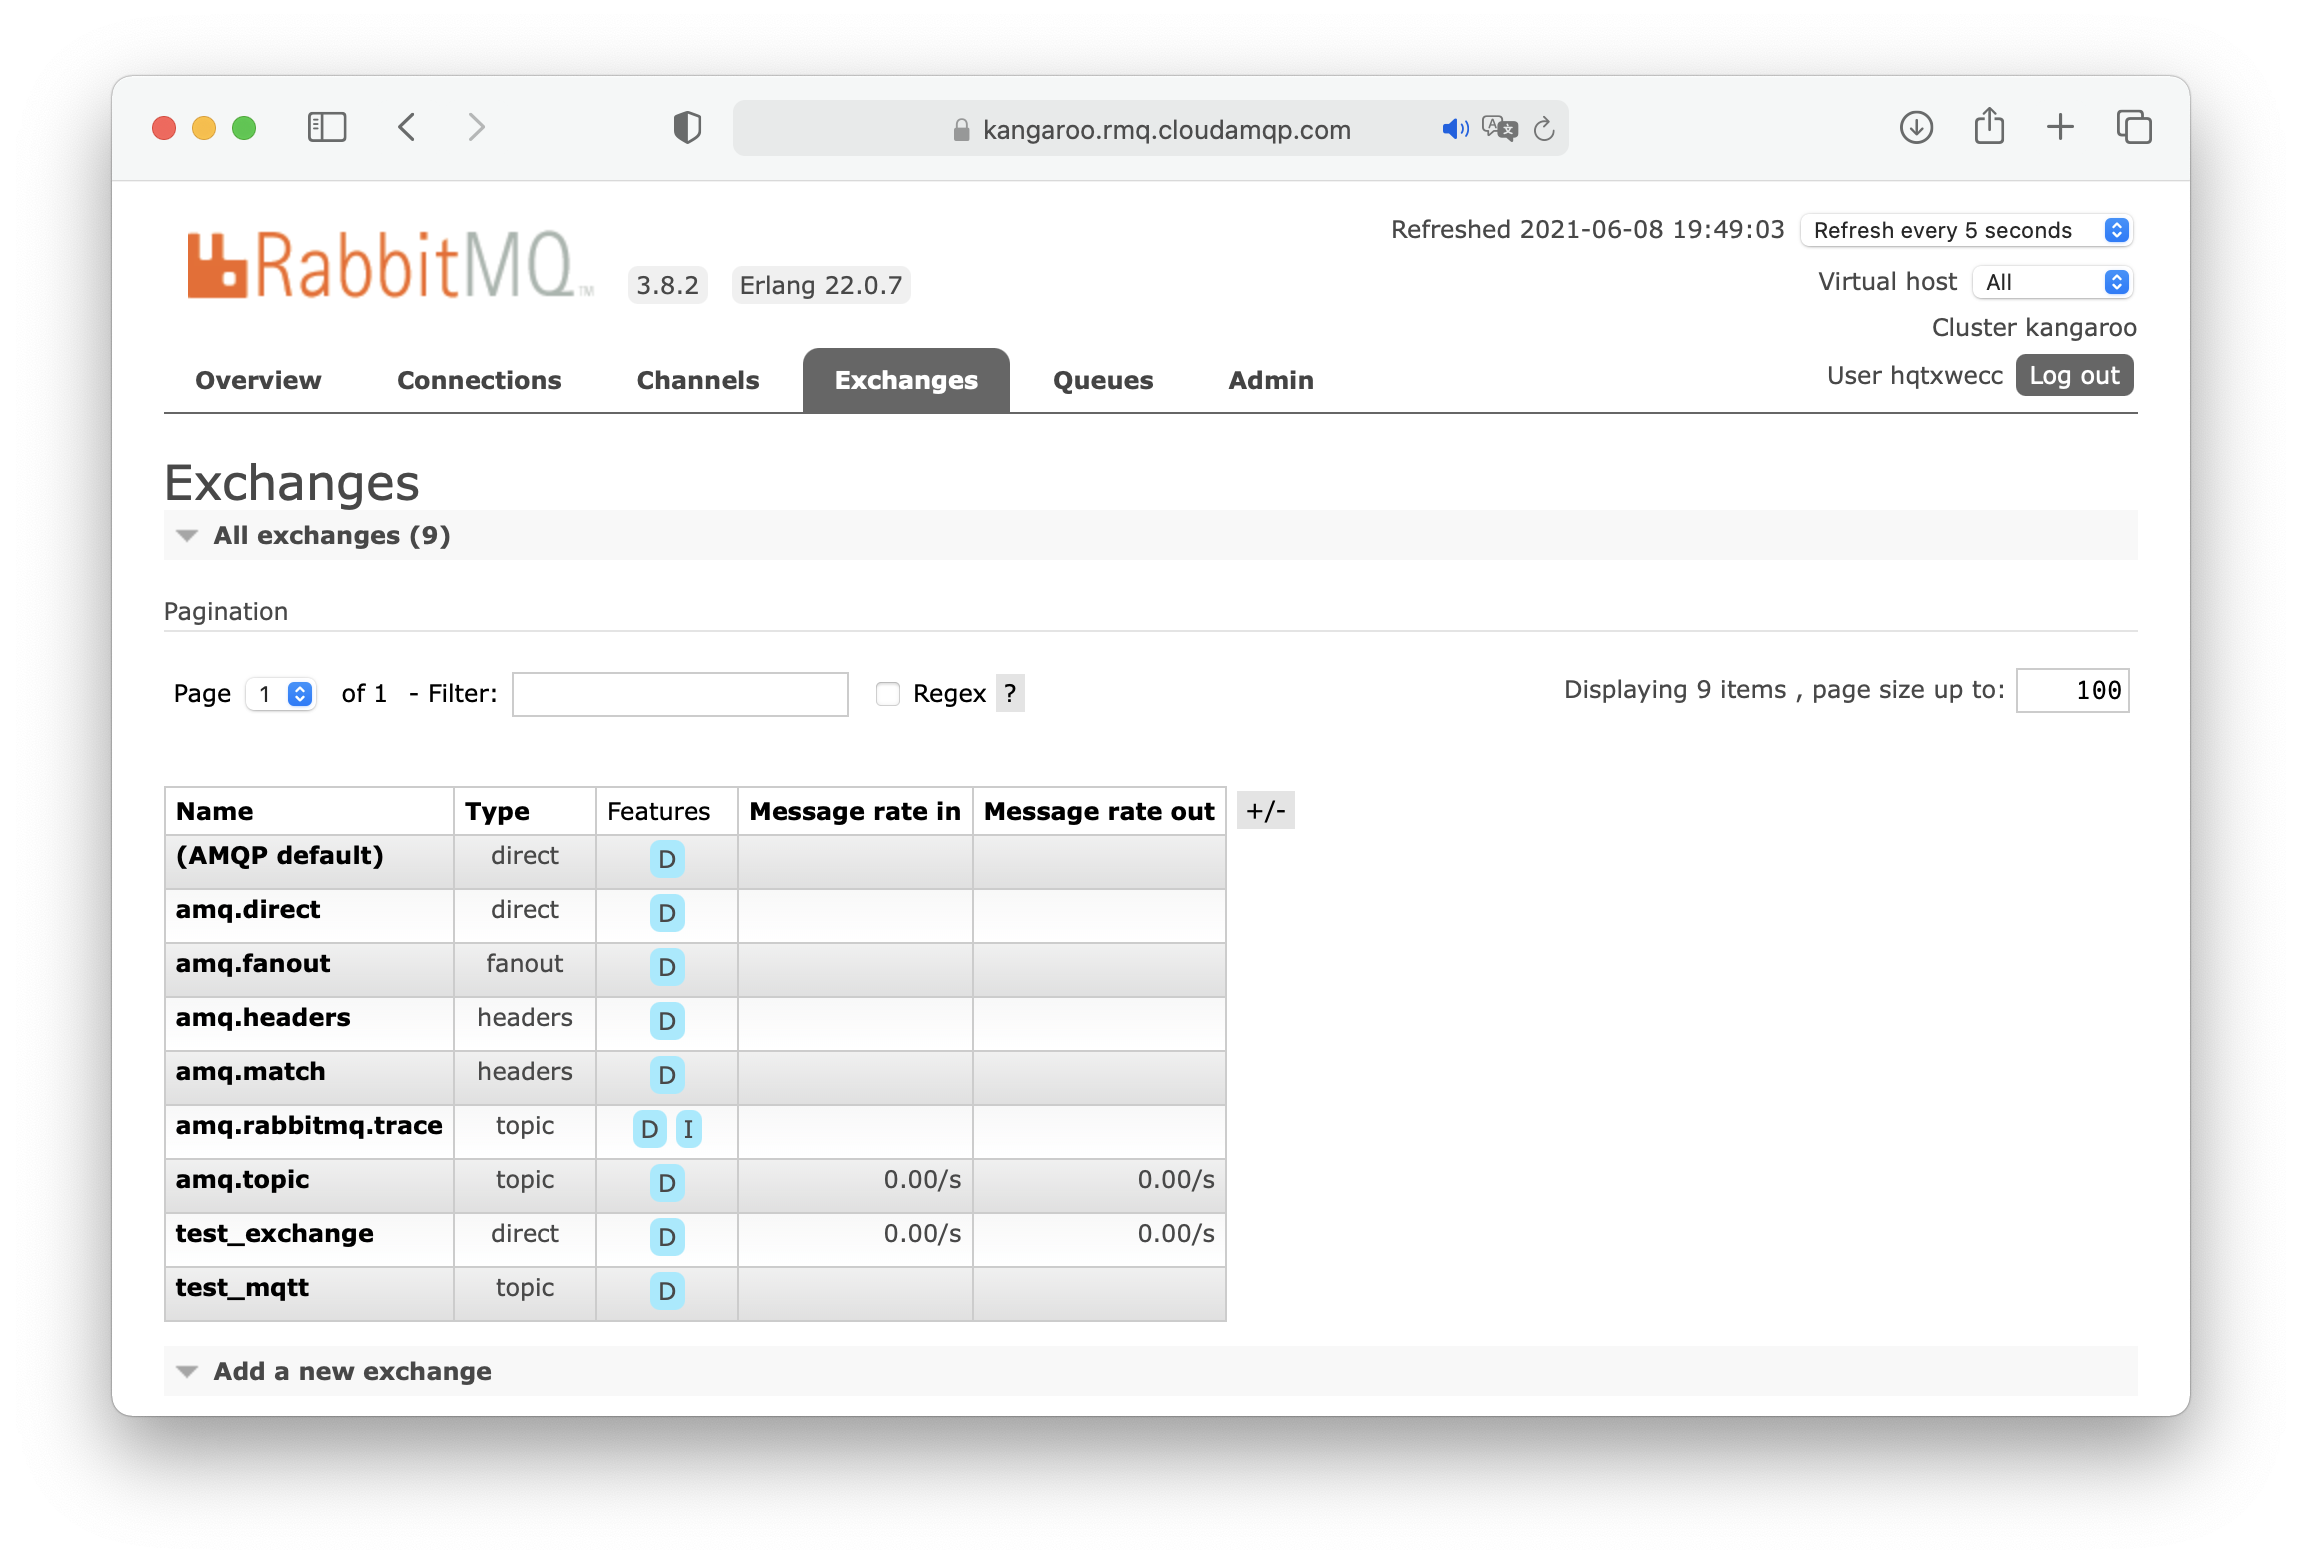 kangaroo.rmq.cloudamqp.com
Refreshed 2021-06-08 19:49:03 Refresh every 5 seconds
RabbitMQ TM 3.8.2 Erlang 22.0.7
Virtual host All
Cluster kangaroo
User hqtxwecc Log out
Overview Connections Channels Exchanges Queues Admin
Exchanges
All exchanges (9)
Pagination
Page 1 of 1 - Filter: Regex ? Displaying 9 items , page size up to: 100
Name Type Features Message rate in Message rate out +/-
(AMQP default) direct D
amq.direct direct D
amq.fanout fanout D
amq.headers headers D
amq.match headers D
amq.rabbitmq.trace topic D I
amq.topic topic D 0.00/s 0.00/s
test_exchange direct D 0.00/s 0.00/s
test_mqtt topic D
Add a new exchange